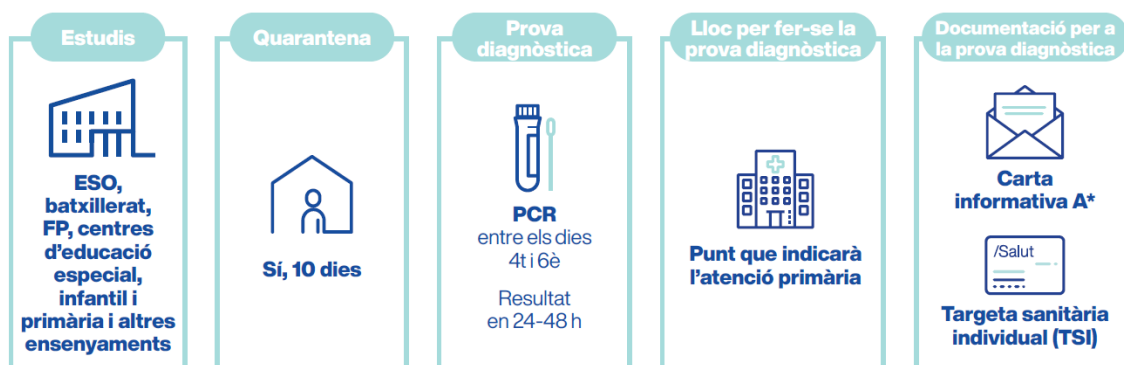 Estudis
ESO,
batxillerat,
FP, centres
d'educació
especial,
infantil i
primària i altres
ensenyaments
Quarantena
Sí, 10 dies
Prova
diagnòstica
PCR
entre els dies
4t i 6è
Resultat
en 24-48 h
Lloc per fer-se la
prova diagnòstica
Punt que indicarà
l'atenció primària
Documentació per a
la prova diagnòstica
Carta
informativa A*
/Salut
Targeta sanitària
individual (TSI)